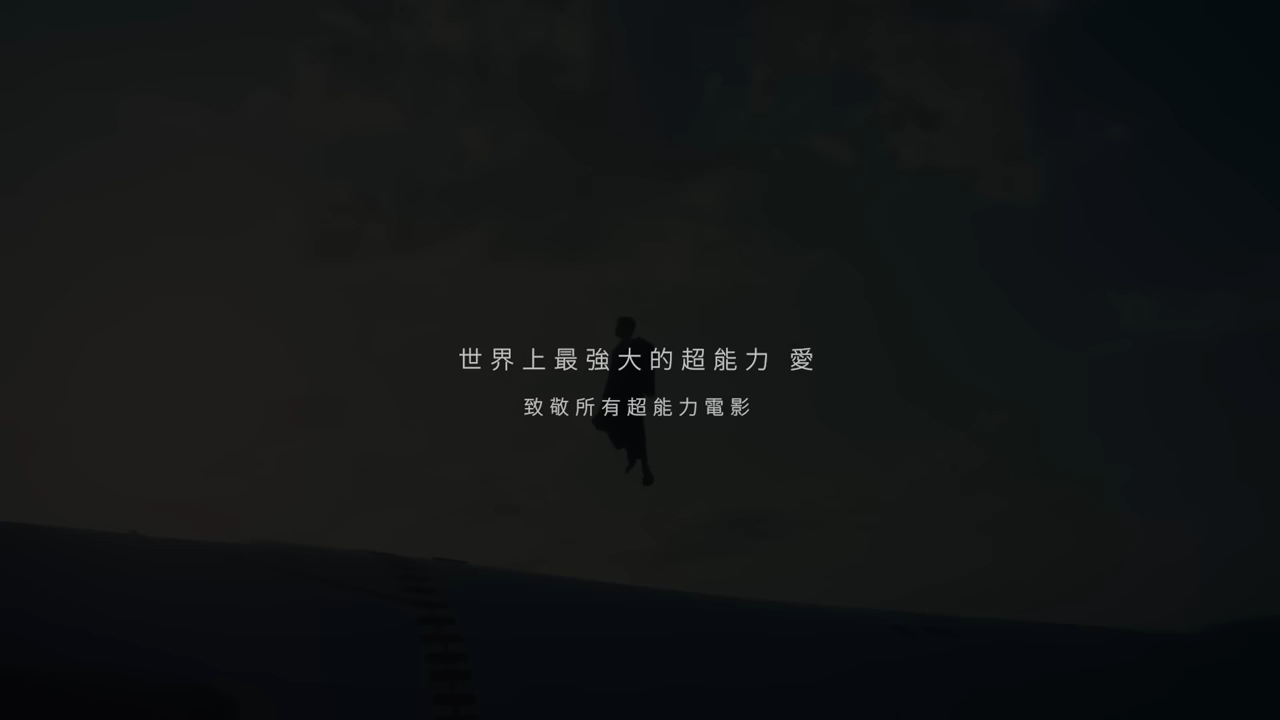 世界上最強大的超能力 愛
致敬所有超能力電影